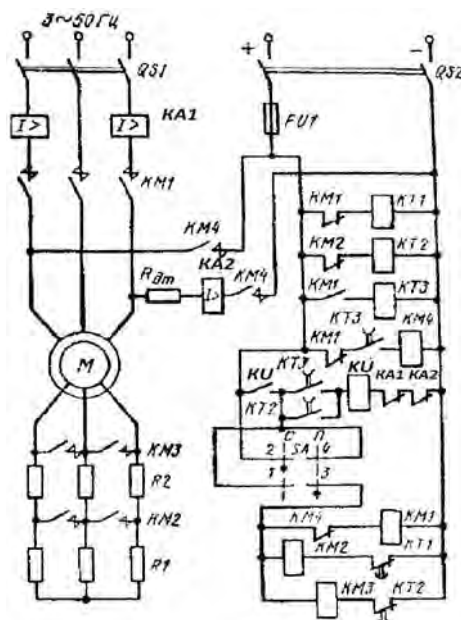 3~50Гц
+ -
QS1 QS2
I> I> KA1
FU1
KM1
KM1 KT1
KM4
KA2
KM2 KT2
Rдт I> KM4
KM1 KT3
KT3 KM4
KM1
M
KU KT3 KU KA1 KA2
KT2
C П
2 SA 4
KM3
1 3
R2
KM2
KM4 KM1
KM2 KT1
R1
KM3 KT2